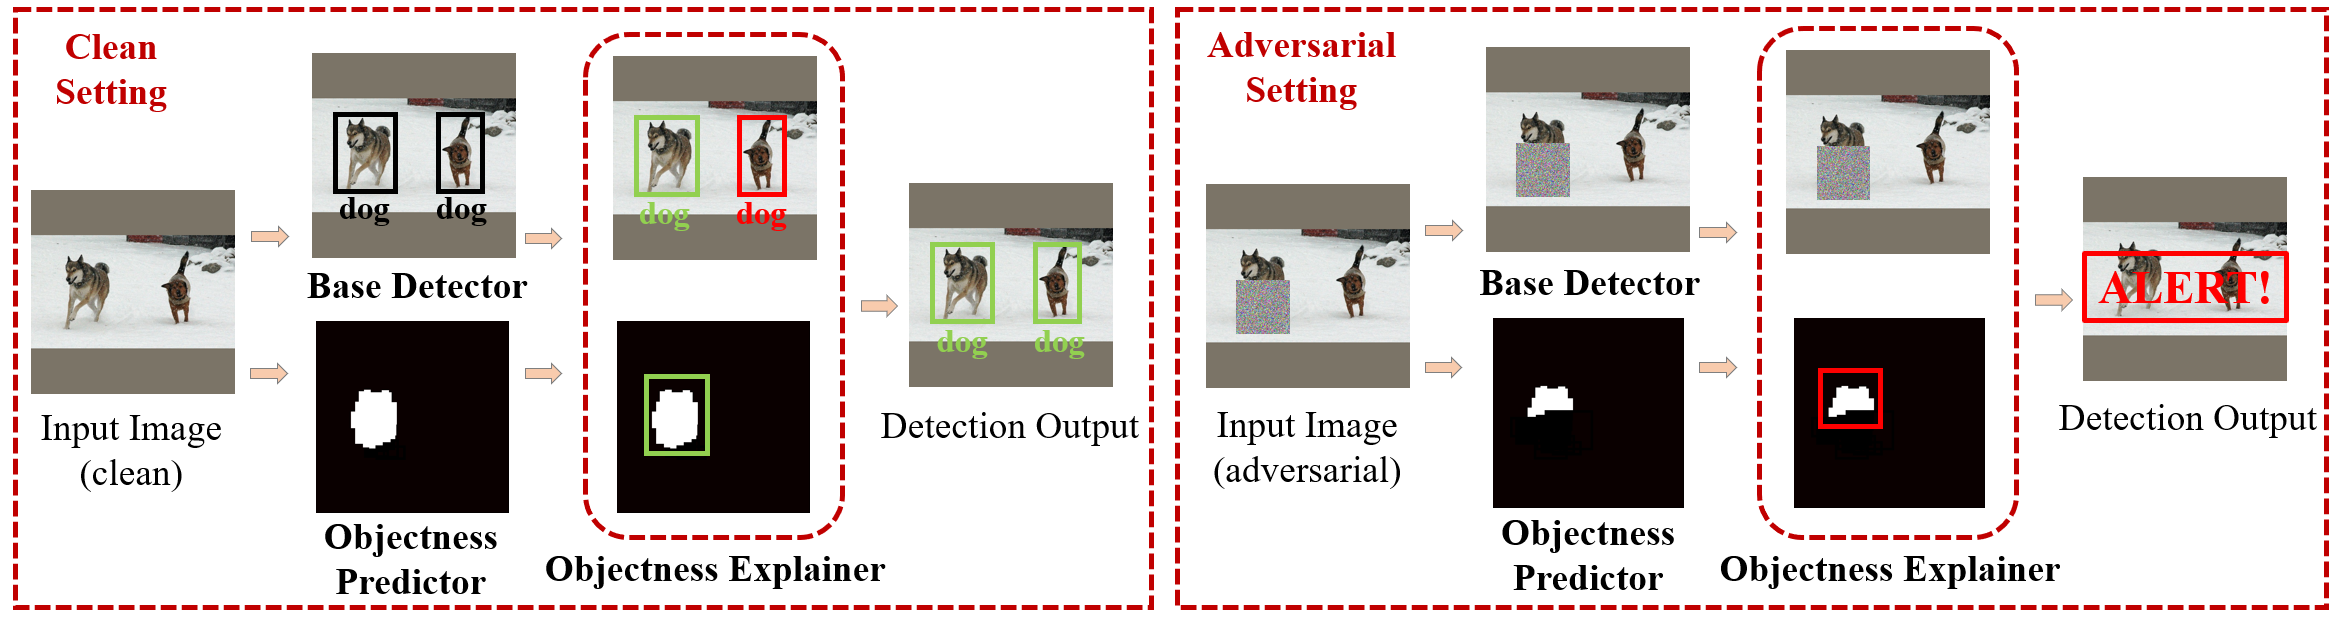 Clean
Setting
dog
dog
Base Detector
Input Image
(clean)
Objectness
Predictor
dog
dog
Objectness Explainer
dog
dog
Detection Output
Adversarial
Setting
Base Detector
Input Image
(adversarial)
Objectness
Predictor
Objectness Explainer
ALERT!
Detection Output